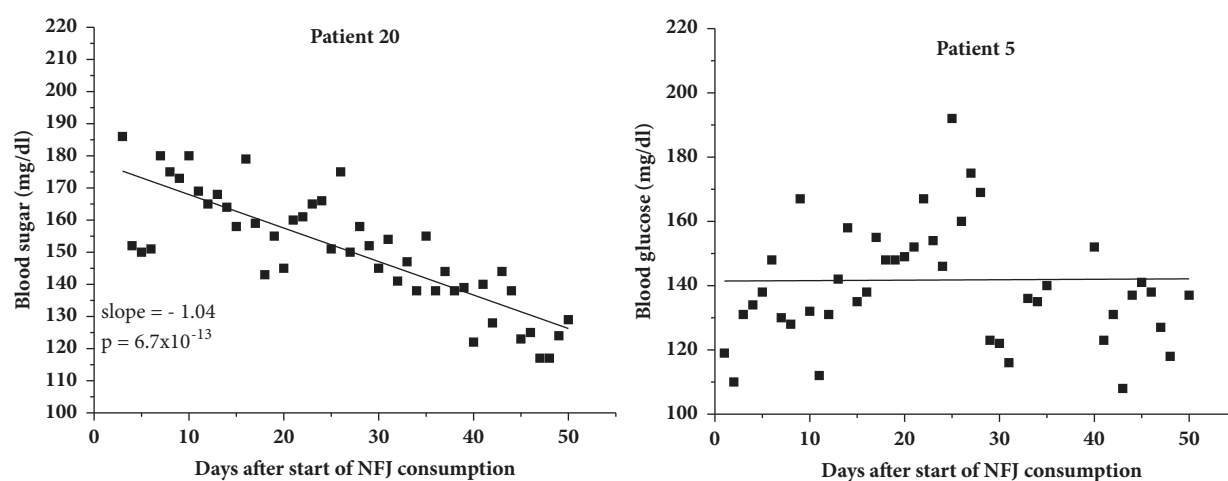 Patient 20
220
210
200
190
180
170
160
150
140
130
120
110
100
Blood sugar (mg/dl)
slope = - 1.04
p = 6.7x10-13
0 10 20 30 40 50
Days after start of NFJ consumption
Patient 5
220
200
180
160
140
120
100
Blood glucose (mg/dl)
0 10 20 30 40 50
Days after start of NFJ consumption